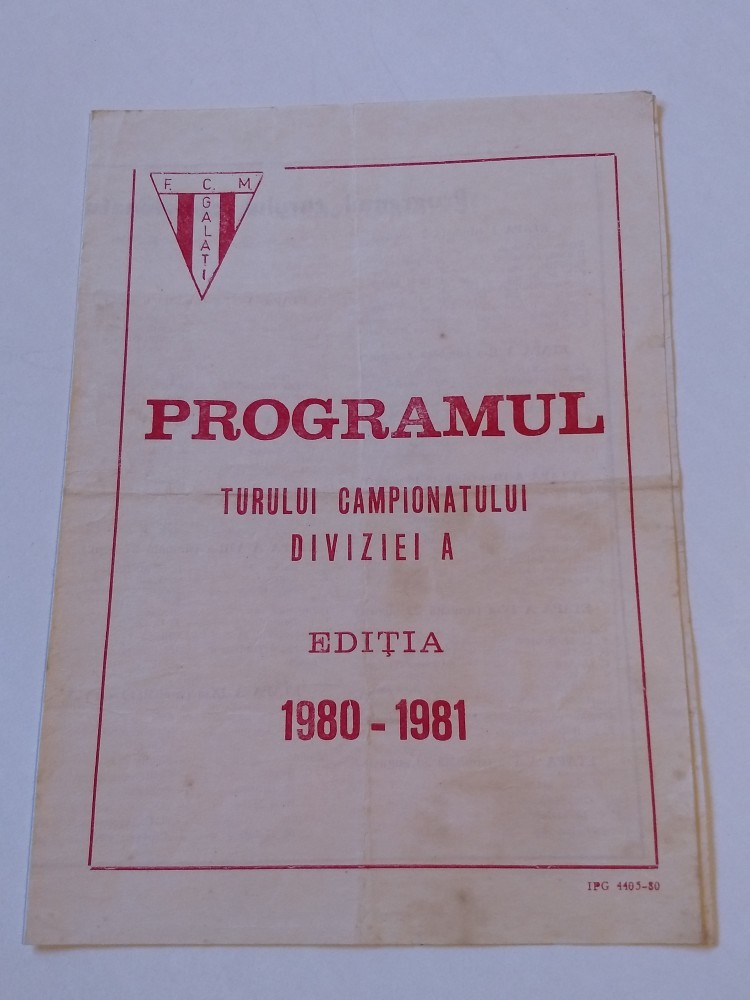 F. C. M.
GALATI
PROGRAMUL
TURULUI CAMPIONATULUI
DIVIZIEI A
EDIŢIA
1980 - 1981
IPG 4405-80